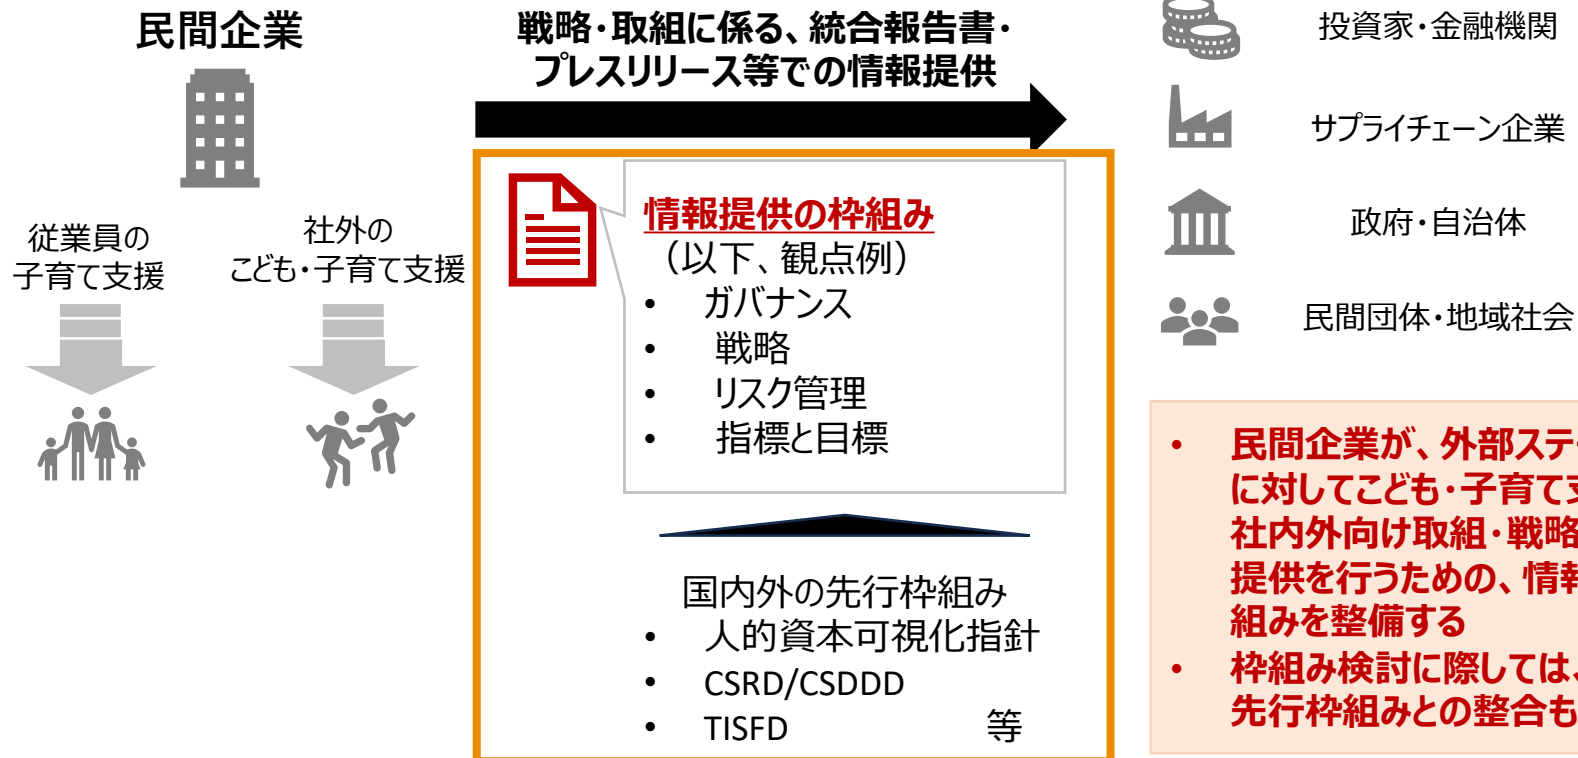 民間企業
従業員の
子育て支援
社外の
こども・子育て支援
戦略・取組に係る、統合報告書・
プレスリリース等での情報提供
情報提供の枠組み
（以下、観点例）
• ガバナンス
• 戦略
• リスク管理
• 指標と目標
国内外の先行枠組み
• 人的資本可視化指針
• CSRD/CSDDD
• TISFD 等
投資家・金融機関
サプライチェーン企業
政府・自治体
民間団体・地域社会
• 民間企業が、外部ステ
に対してこども・子育て
社内外向け取組・戦略
提供を行うための、情
組みを整備する
• 枠組み検討に際しては、
先行枠組みとの整合も